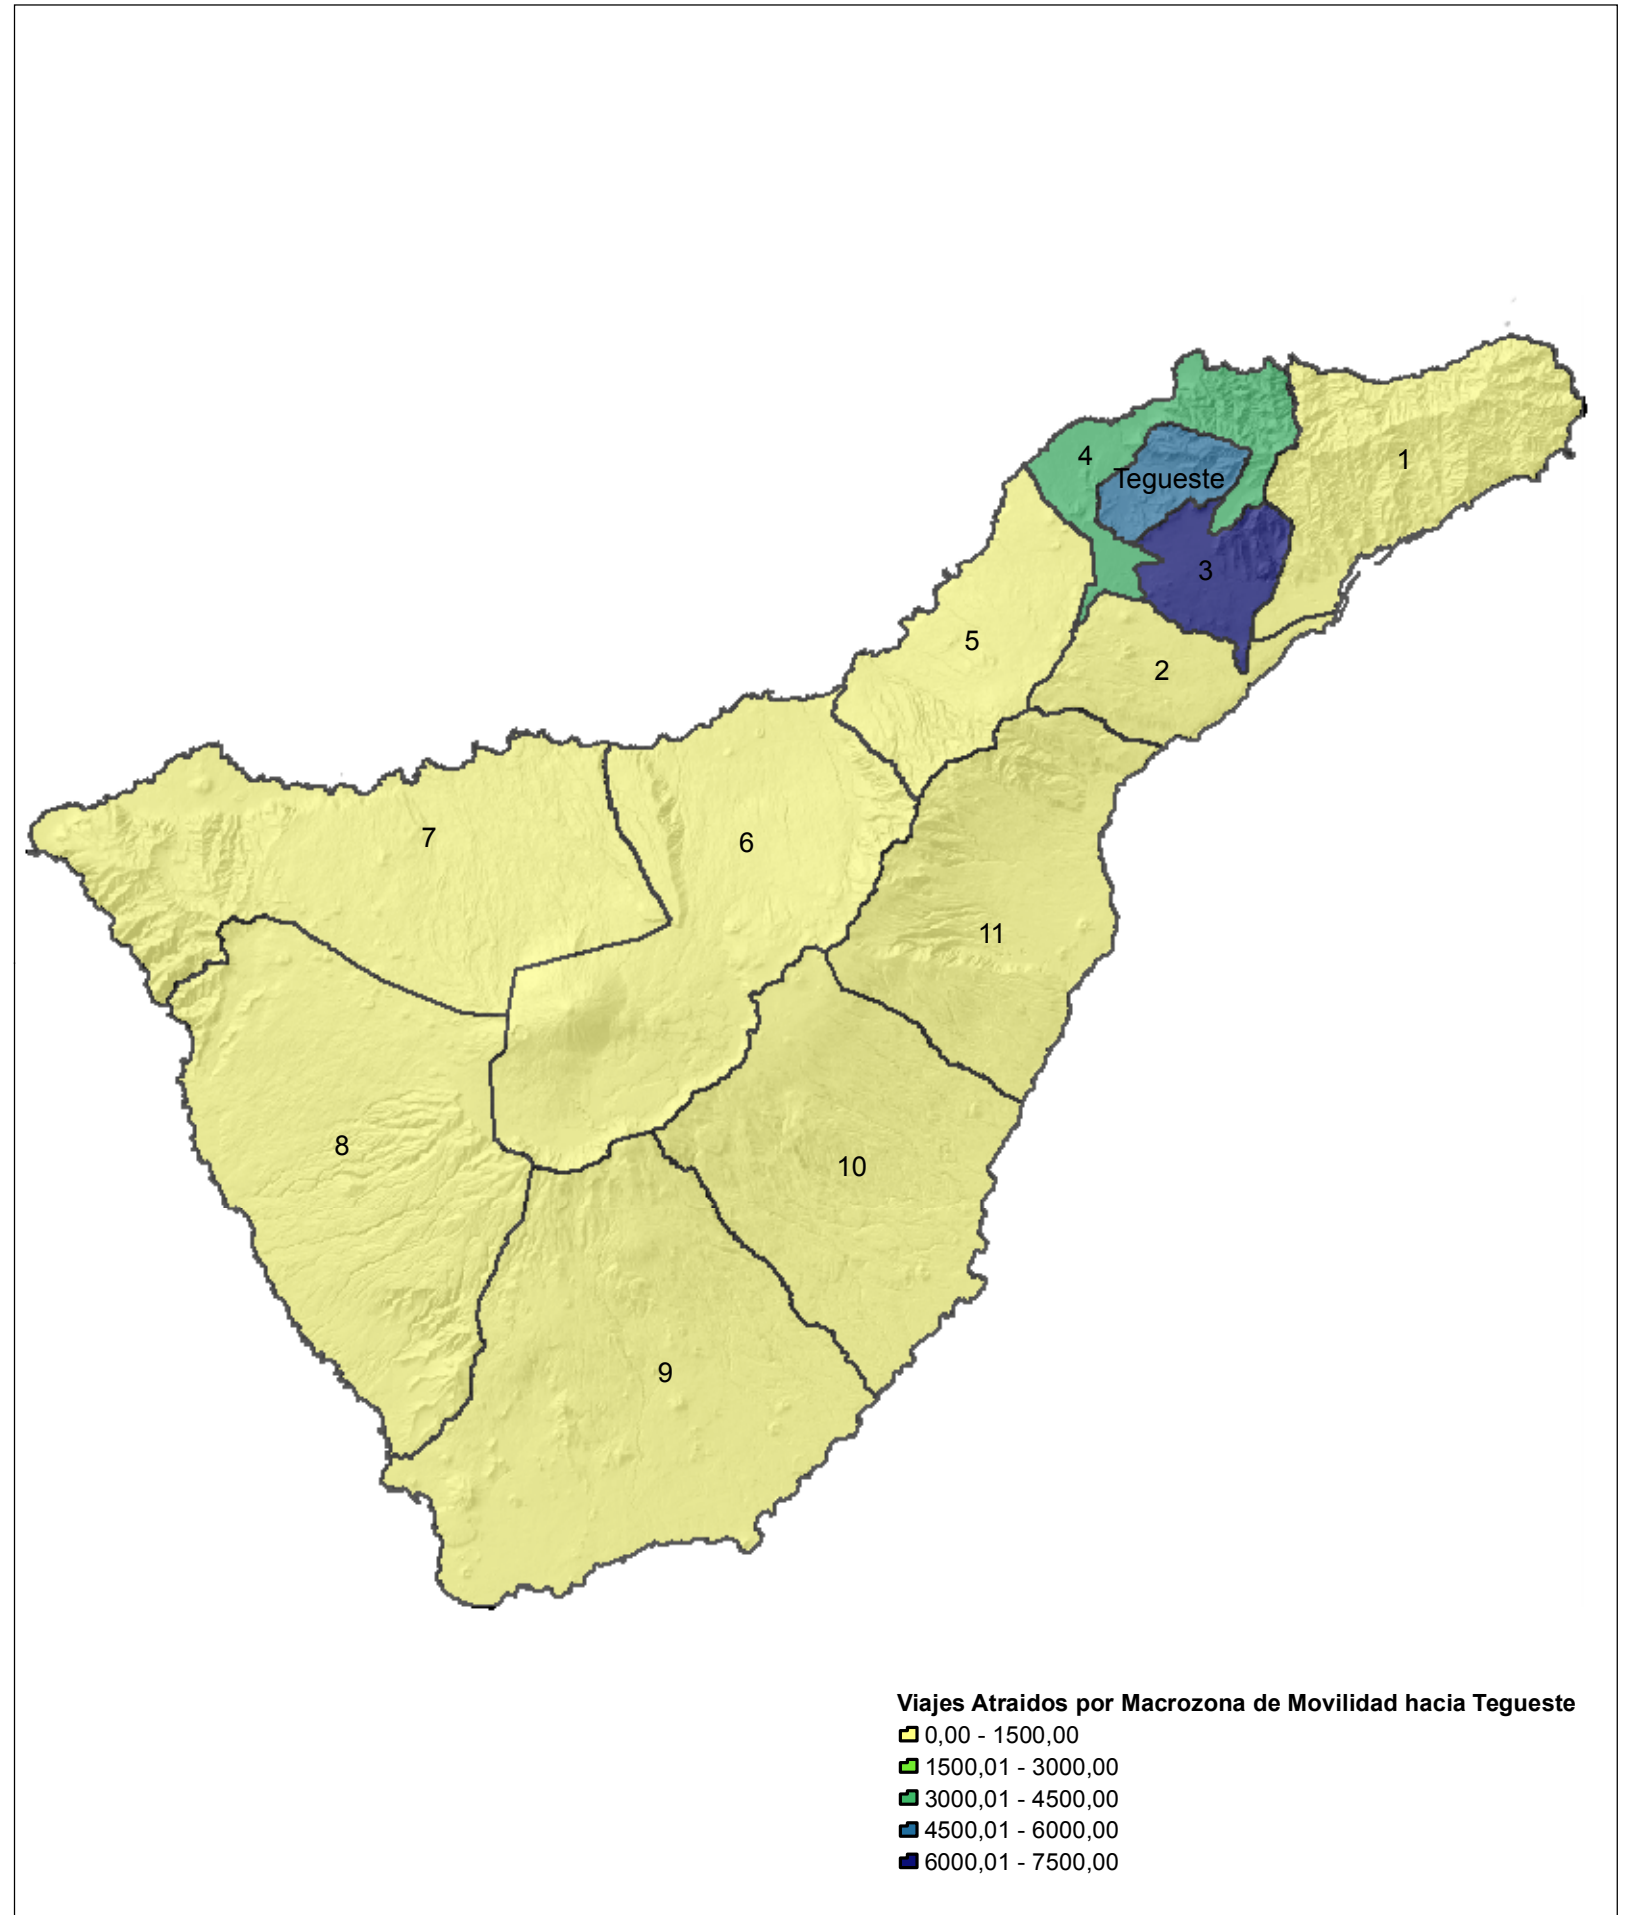 1
4
Tegueste
3
5
2
7
6
11
8
10
9
Viajes Atraidos por Macrozona de Movilidad hacia Tegueste
0,00 - 1500,00
1500,01 - 3000,00
3000,01 - 4500,00
4500,01 - 6000,00
6000,01 - 7500,00